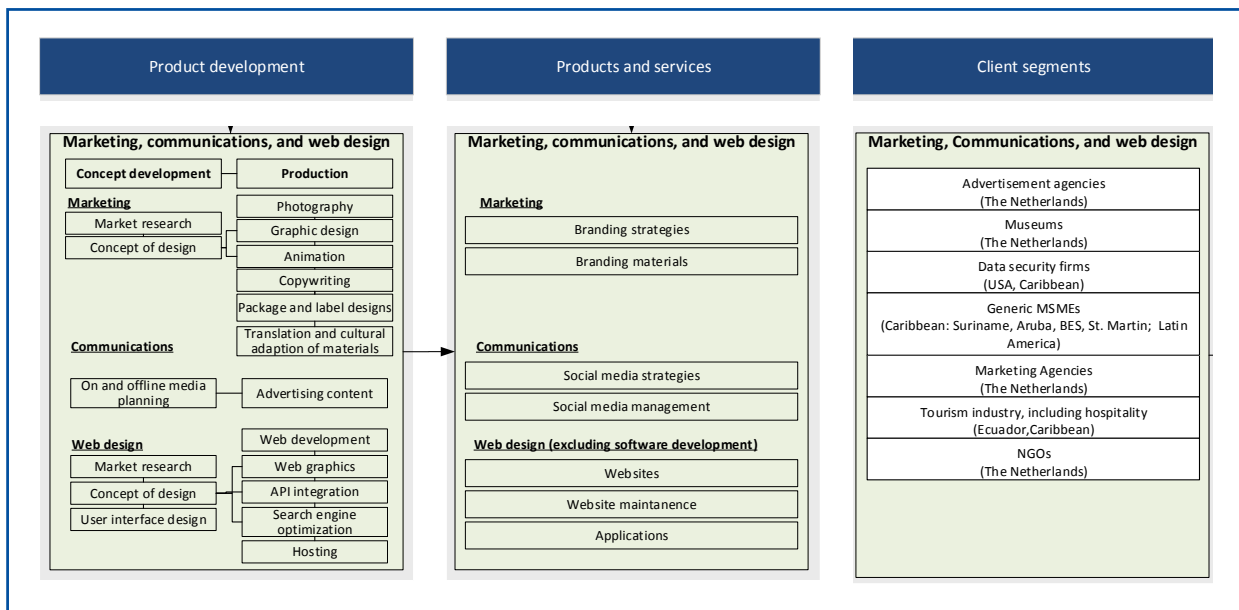 Product development
Products and services
Client segments
Marketing, communications, and web design
Concept development
Production
Marketing
Market research
Concept of design
Photography
Graphic design
Animation
Copywriting
Package and label designs
Translation and cultural
adaption of materials
Communications
On and offline media
planning
Advertising content
Web design
Market research
Concept of design
User interface design
Web development
Web graphics
API integration
Search engine
optimization
Hosting
Marketing, communications, and web design
Marketing
Branding strategies
Branding materials
Communications
Social media strategies
Social media management
Web design (excluding software development)
Websites
Website maintanence
Applications
Marketing, Communications, and web design
Advertisement agencies
(The Netherlands)
Museums
(The Netherlands)
Data security firms
(USA, Caribbean)
Generic MSMEs
(Caribbean: Suriname, Aruba, BES, St. Martin; Latin
America)
Marketing Agencies
(The Netherlands)
Tourism industry, including hospitality
(Ecuador,Caribbean)
NGOs
(The Netherlands)